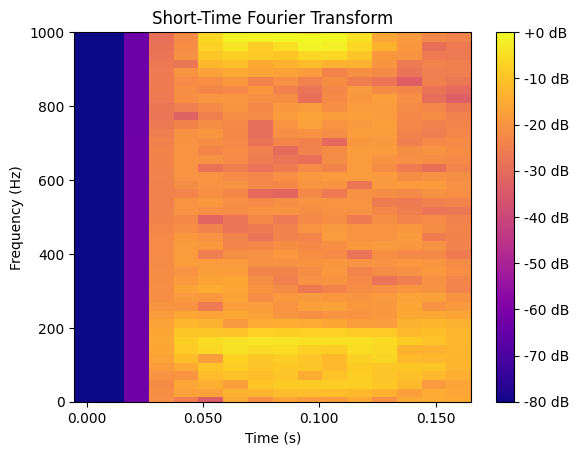 Short-Time Fourier Transform
1000
800
600
400
200
0
Frequency (Hz)
0.000
0.050
0.100
0.150
Time (s)
+0 dB
-10 dB
-20 dB
-30 dB
-40 dB
-50 dB
-60 dB
-70 dB
-80 dB